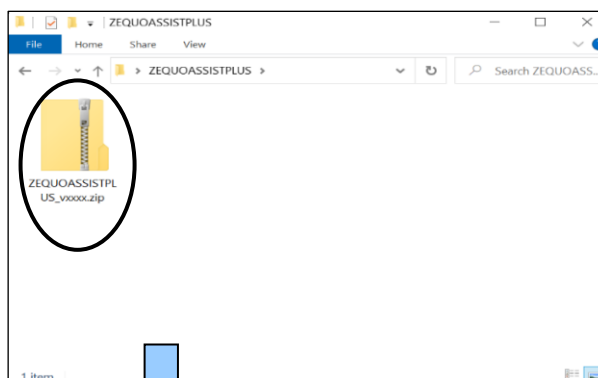 ZEQUOASSISTPLUS
File Home Share View
ZEQUOASSISTPLUS
Search ZEQUOASS...
ZEQUOASSISTPL
US_vxxxx.zip
1 item